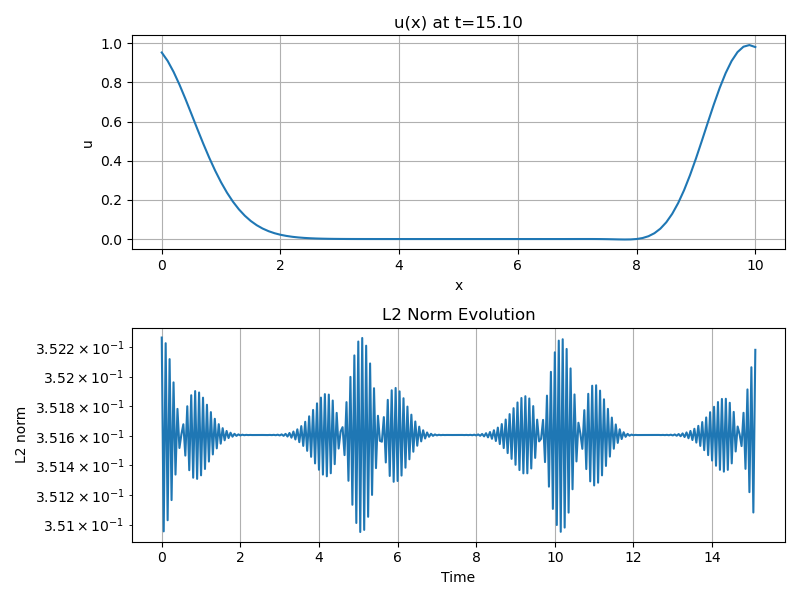 u(x) at t=15.10
1.0
0.8
0.6
0.4
0.2
0.0
u
0 2 4 6 8 10
x
L2 Norm Evolution
3.522 × 10⁻¹
3.52 × 10⁻¹
3.518 × 10⁻¹
3.516 × 10⁻¹
3.514 × 10⁻¹
3.512 × 10⁻¹
3.51 × 10⁻¹
L2 norm
0 2 4 6 8 10 12 14
Time